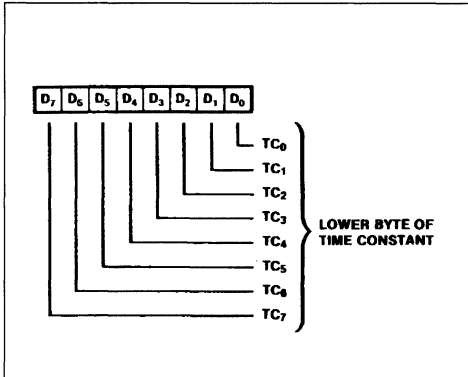 D₇ D₆ D₅ D₄ D₃ D₂ D₁ D₀
TC₀
TC₁
TC₂
TC₃
TC₄
TC₅
TC₆
TC₇
LOWER BYTE OF
TIME CONSTANT